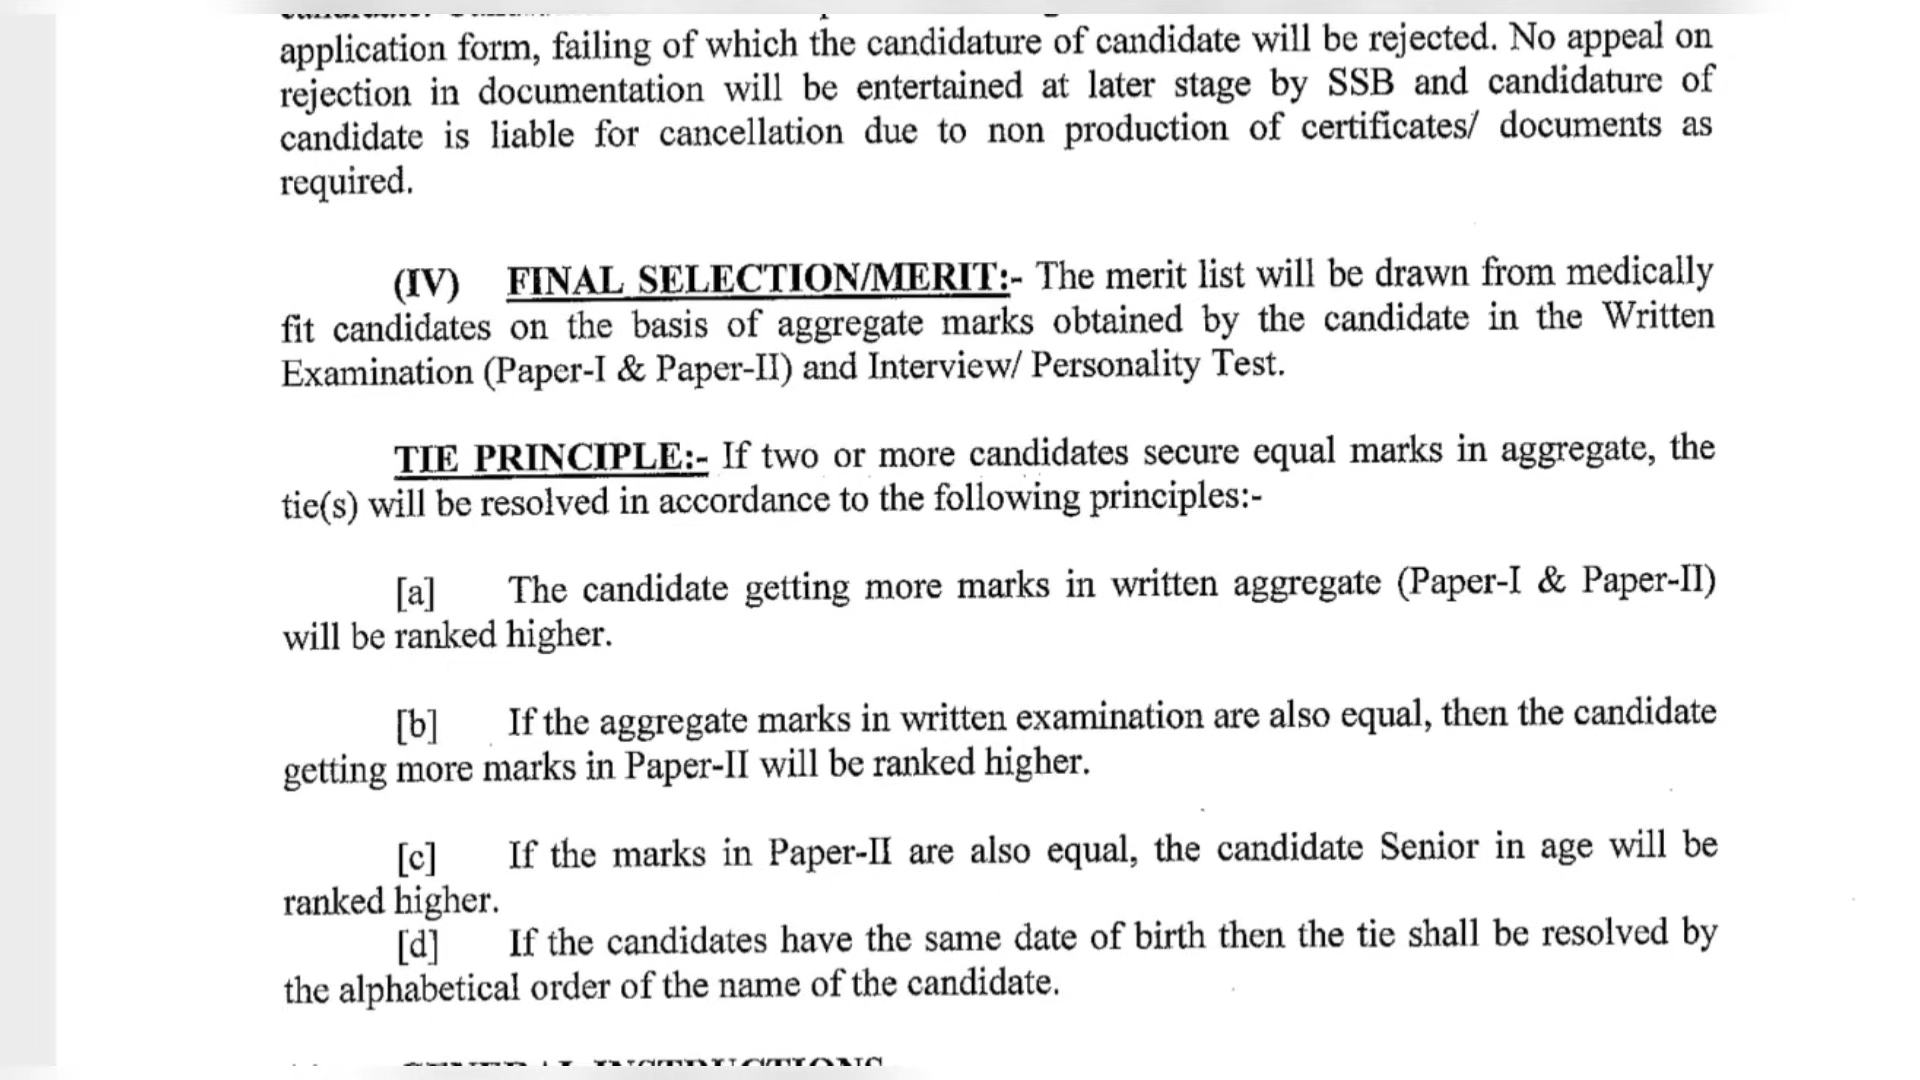 application form, failing of which the candidature of candidate will be rejected. No appeal on
rejection in documentation will be entertained at later stage by SSB and candidature of
candidate is liable for cancellation due to non production of certificates/ documents as
required.
(IV) FINAL SELECTION/MERIT:- The merit list will be drawn from medically
fit candidates on the basis of aggregate marks obtained by the candidate in the Written
Examination (Paper-I & Paper-II) and Interview/ Personality Test.
TIE PRINCIPLE:- If two or more candidates secure equal marks in aggregate, the
tie(s) will be resolved in accordance to the following principles:-
[a] The candidate getting more marks in written aggregate (Paper-I & Paper-II)
will be ranked higher.
[b] If the aggregate marks in written examination are also equal, then the candidate
getting more marks in Paper-II will be ranked higher.
[c] If the marks in Paper-II are also equal, the candidate Senior in age will be
ranked higher.
[d] If the candidates have the same date of birth then the tie shall be resolved by
the alphabetical order of the name of the candidate.
GENERAL INSTRUCTIONS